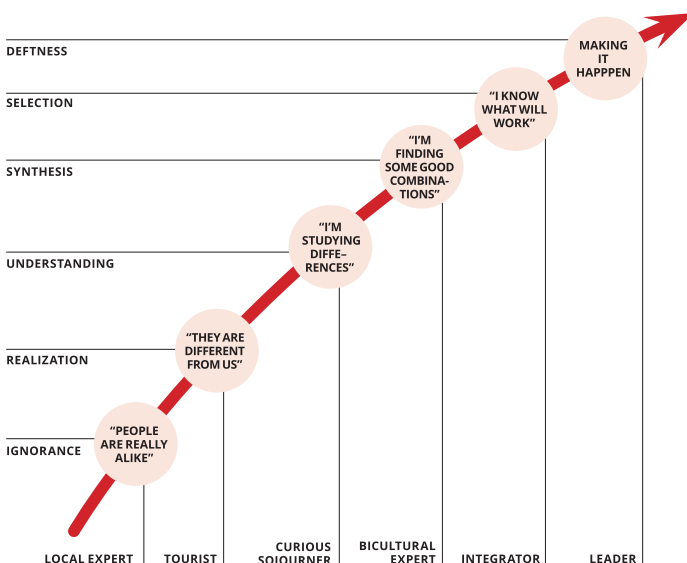 DEFTNESS
MAKING
IT
HAPPPEN
SELECTION
“I KNOW
WHAT WILL
WORK”
SYNTHESIS
“I’M
FINDING
SOME GOOD
COMBINA-
TIONS”
UNDERSTANDING
“I’M
STUDYING
DIFFE–
RENCES”
REALIZATION
“THEY ARE
DIFFERENT
FROM US”
IGNORANCE
“PEOPLE
ARE REALLY
ALIKE”
LOCAL EXPERT
TOURIST
CURIOUS
SOJOURNER
BICULTURAL
EXPERT
INTEGRATOR
LEADER